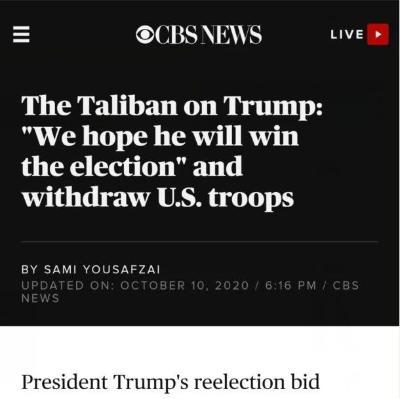 CBS NEWS
LIVE
The Taliban on Trump:
"We hope he will win
the election" and
withdraw U.S. troops
BY SAMI YOUSAFZAI
UPDATED ON: OCTOBER 10, 2020 / 6:16 PM / CBS
NEWS
President Trump's reelection bid